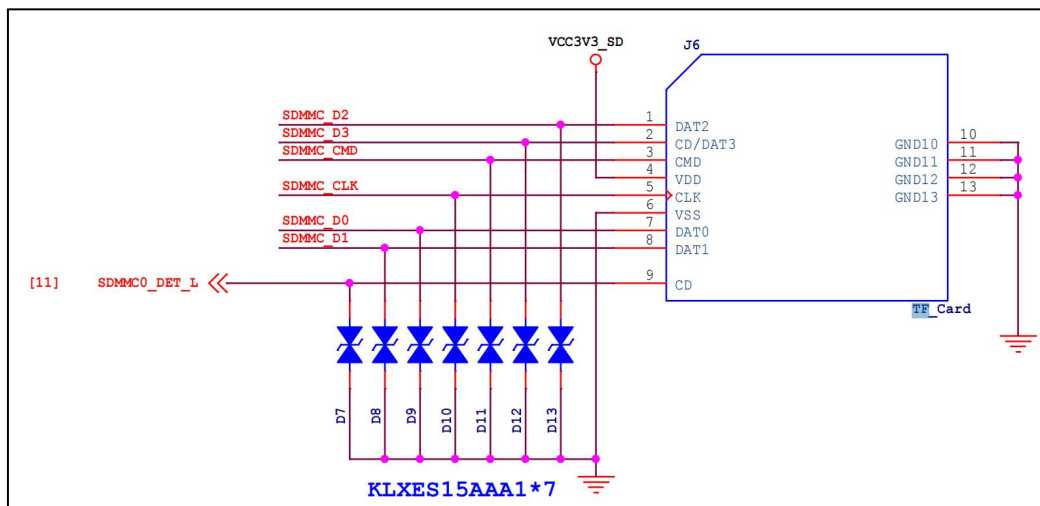 VCC3V3_SD
J6
SDMMC_D2
1
DAT2
SDMMC_D3
2
CD/DAT3
GND10
10
SDMMC_CMD
3
CMD
GND11
11
4
VDD
GND12
12
SDMMC_CLK
5
CLK
GND13
13
6
VSS
SDMMC_D0
7
DAT0
SDMMC_D1
8
DAT1
[11]
SDMMC0_DET_L
9
CD
TF_Card
D7
D8
D9
D10
D11
D12
D13
KLXES15AAA1*7